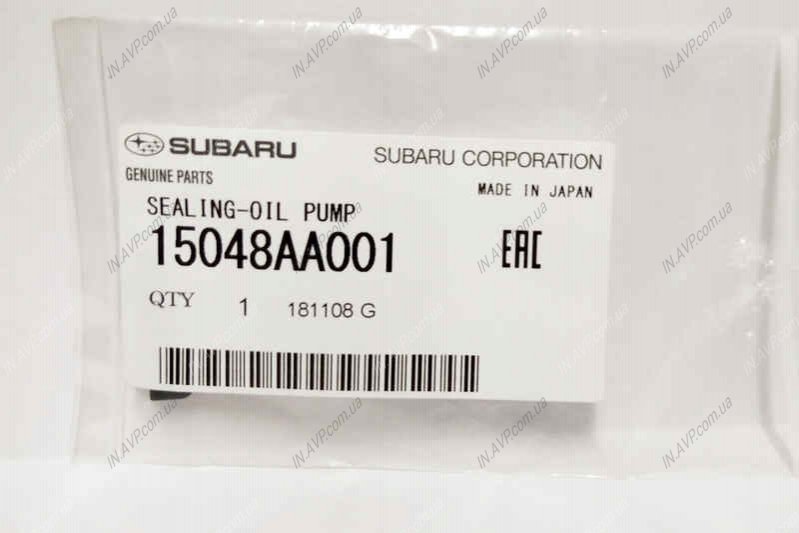 SUBARU
SUBARU CORPORATION
GENUINE PARTS
MADE IN JAPAN
SEALING-OIL PUMP
15048AA001
EAC
QTY 1 181108 G
IN.AVP.com.ua